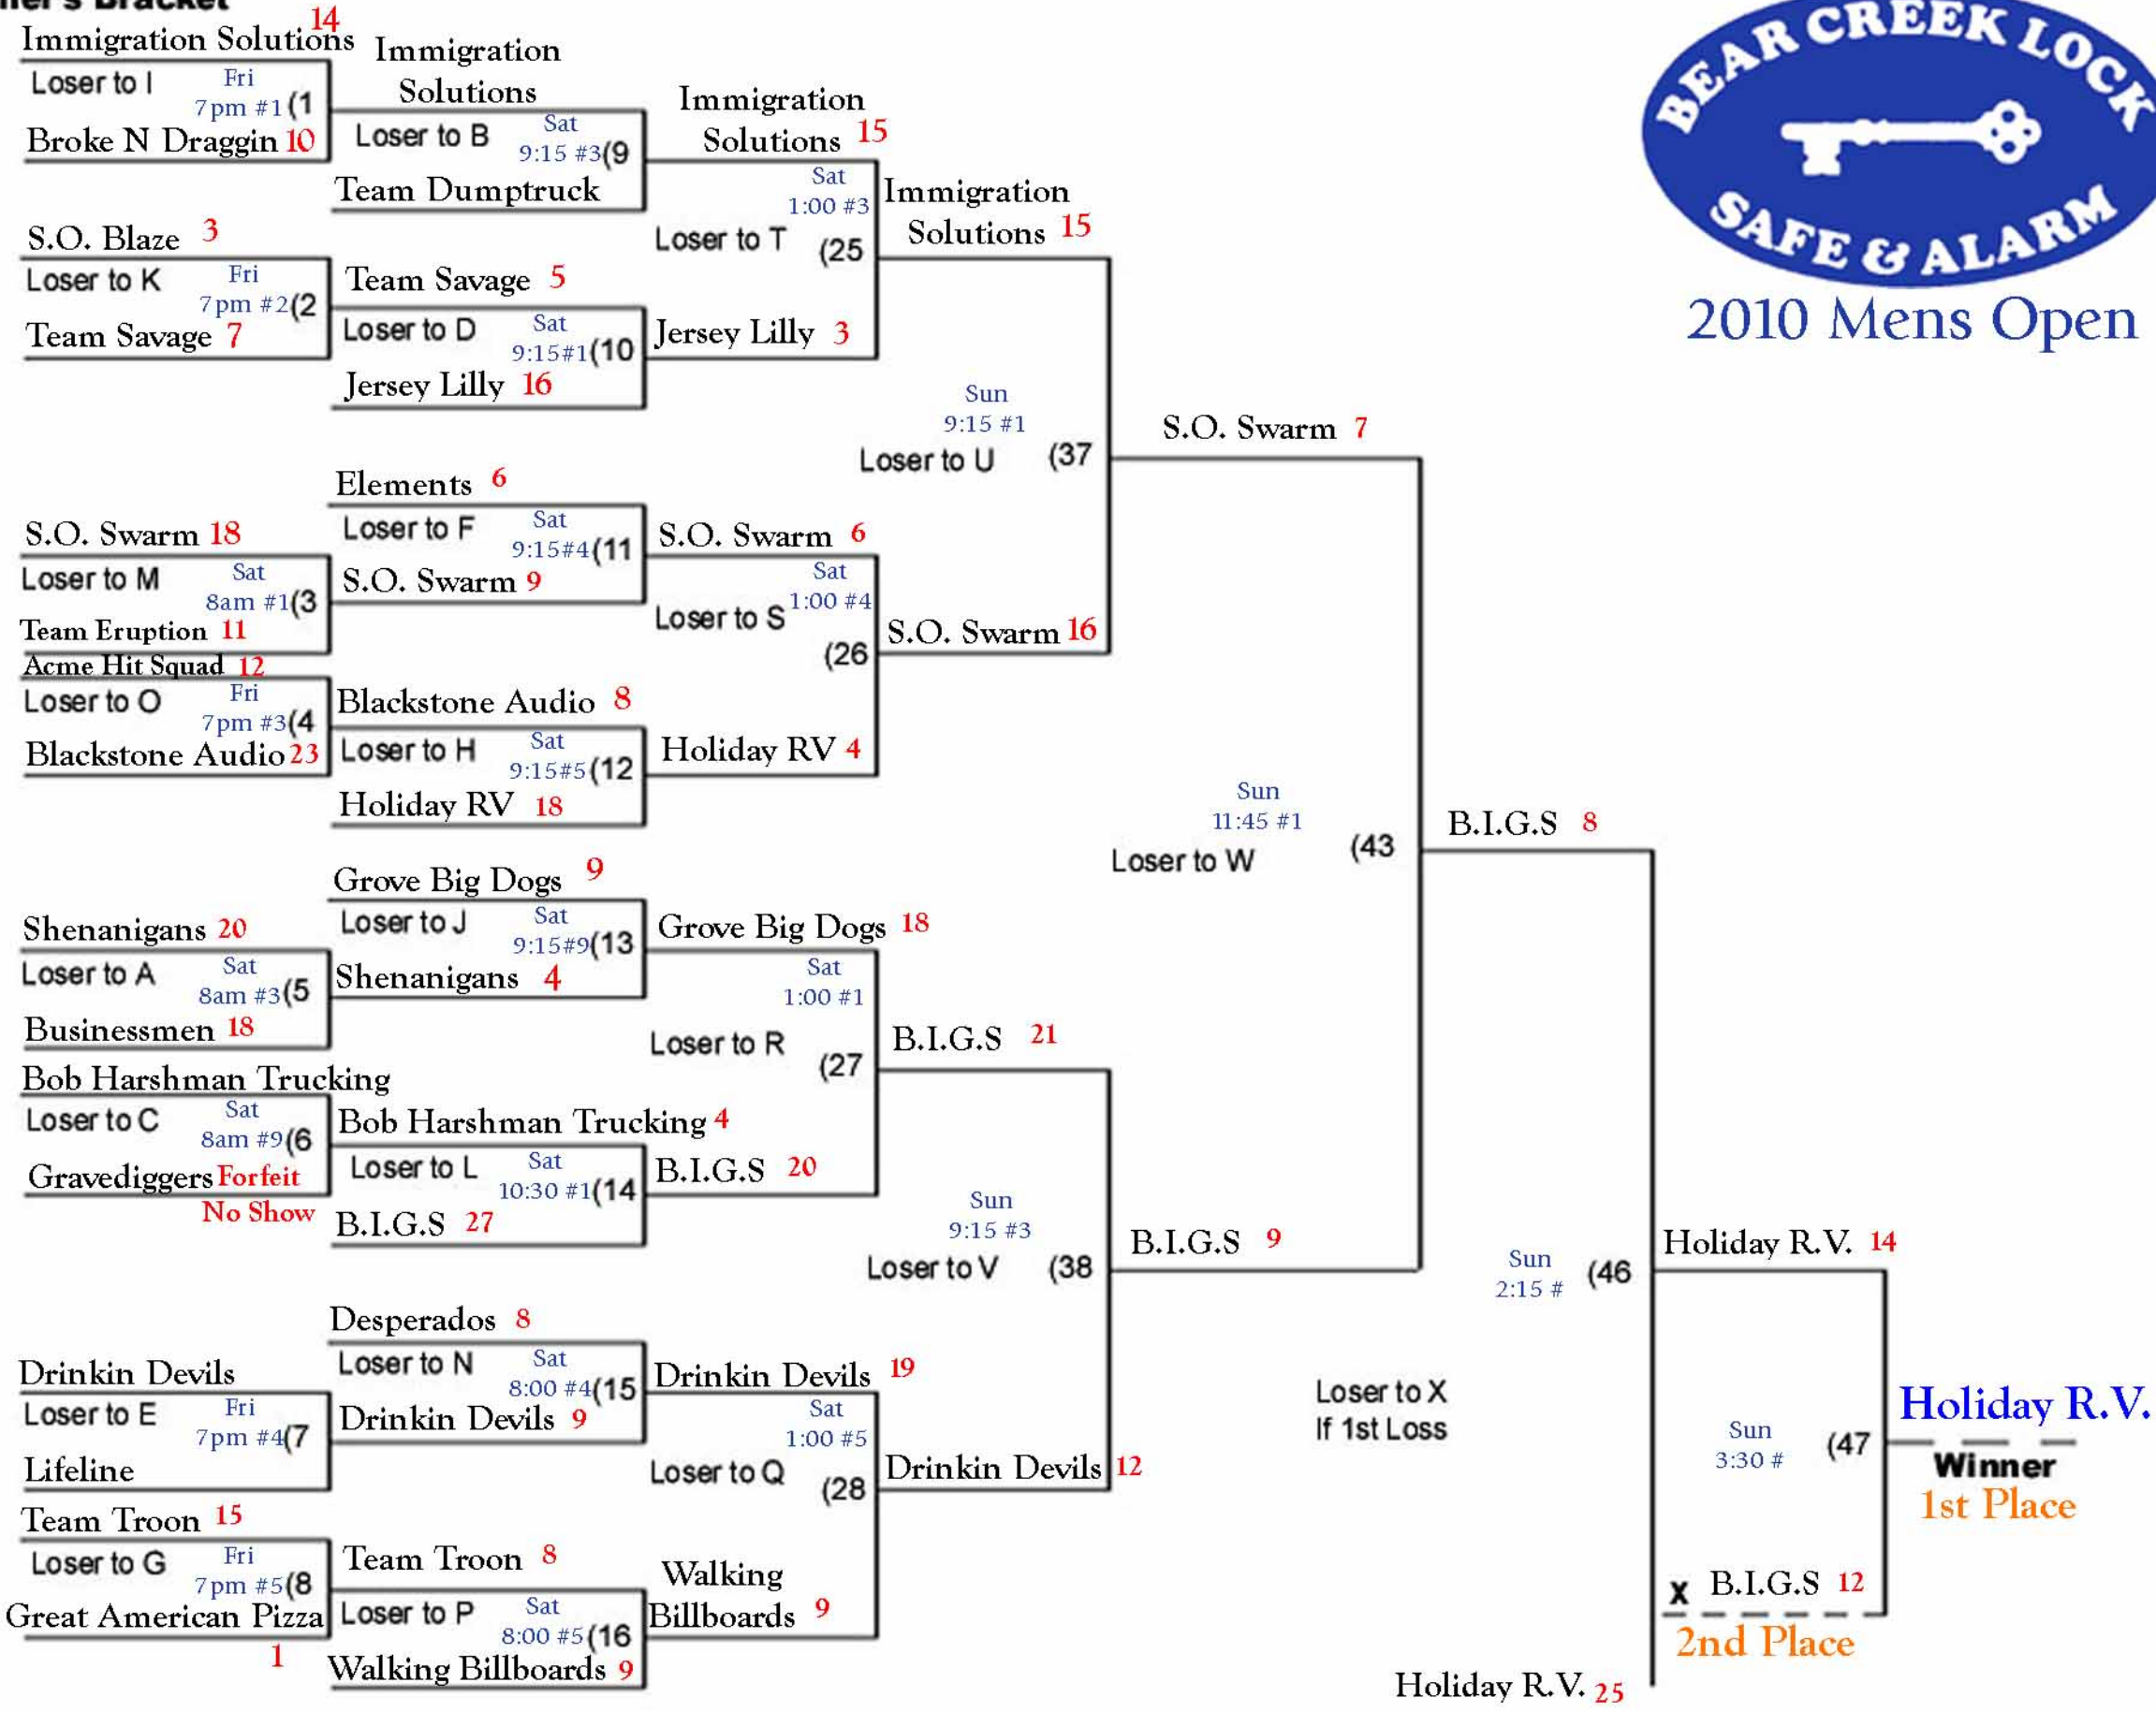 ner's Bracket
Immigration Solutions 14
Loser to I
Fri
7pm #1 (1
Broke N Draggin 10
S.O. Blaze 3
Loser to K
Fri
7pm #2 (2
Team Savage 7
S.O. Swarm 18
Loser to M
Sat
8am #1 (3
Team Eruption 11
Acme Hit Squad 12
Loser to O
Fri
7pm #3 (4
Blackstone Audio 23
Shenanigans 20
Loser to A
Sat
8am #3 (5
Businessmen 18
Bob Harshman Trucking
Loser to C
Sat
8am #9 (6
Gravediggers Forfeit
No Show
Drinkin Devils
Loser to E
Fri
7pm #4 (7
Lifeline
Team Troon 15
Loser to G
Fri
7pm #5 (8
Great American Pizza
1
Immigration
Solutions
Loser to B
Sat
9:15 #3 (9
Team Dumptruck
Team Savage 5
Loser to D
Sat
9:15#1 (10
Jersey Lilly 16
Elements 6
Loser to F
Sat
9:15#4 (11
S.O. Swarm 9
Blackstone Audio 8
Loser to H
Sat
9:15#5 (12
Holiday RV 18
Grove Big Dogs 9
Loser to J
Sat
9:15#9 (13
Shenanigans 4
Bob Harshman Trucking 4
Loser to L
Sat
10:30 #1 (14
B.I.G.S 27
Desperados 8
Loser to N
Sat
8:00 #4 (15
Drinkin Devils 9
Team Troon 8
Loser to P
Sat
8:00 #5 (16
Walking Billboards 9
Immigration
Solutions 15
Sat
1:00 #3
Loser to T (25
Jersey Lilly 3
S.O. Swarm 6
Sat
1:00 #4
Loser to S
(26
Holiday RV 4
Grove Big Dogs 18
Sat
1:00 #1
Loser to R (27
B.I.G.S 20
Drinkin Devils 19
Sat
1:00 #5
Loser to Q (28
Walking
Billboards 9
Immigration
Solutions 15
Sun
9:15 #1
Loser to U (37
S.O. Swarm 16
B.I.G.S 21
Sun
9:15 #3
Loser to V (38
Drinkin Devils 12
S.O. Swarm 7
Sun
11:45 #1
Loser to W (43
B.I.G.S 9
B.I.G.S 8
Sun
2:15 # (46
Loser to X
If 1st Loss
Holiday R.V. 25
Holiday R.V. 14
Sun
3:30 # (47
X B.I.G.S 12
2nd Place
Holiday R.V.
Winner
1st Place
BEAR CREEK LOCK
SAFE & ALARM
2010 Mens Open